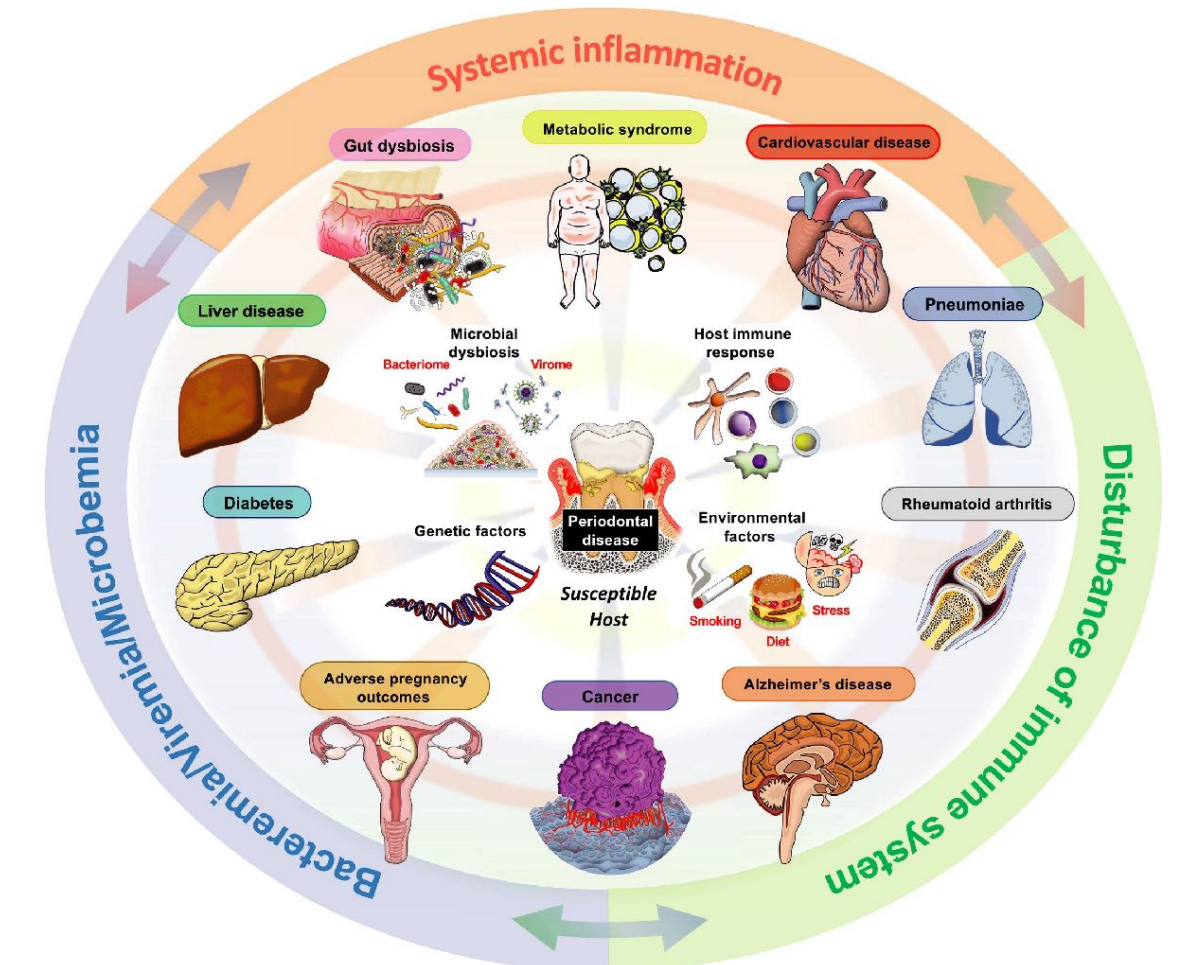 Systemic inflammation
Metabolic syndrome
Gut dysbiosis
Cardiovascular disease
Liver disease
Pneumoniae
Microbial
dysbiosis
Bacteriome
Virome
Host immune
response
Diabetes
Rheumatoid arthritis
Genetic factors
Periodontal
disease
Environmental
factors
Susceptible
Host
Smoking
Diet
Stress
Adverse pregnancy
outcomes
Cancer
Alzheimer's disease
Bacteremia/Viremia/Microbemia
Disturbance of immune system